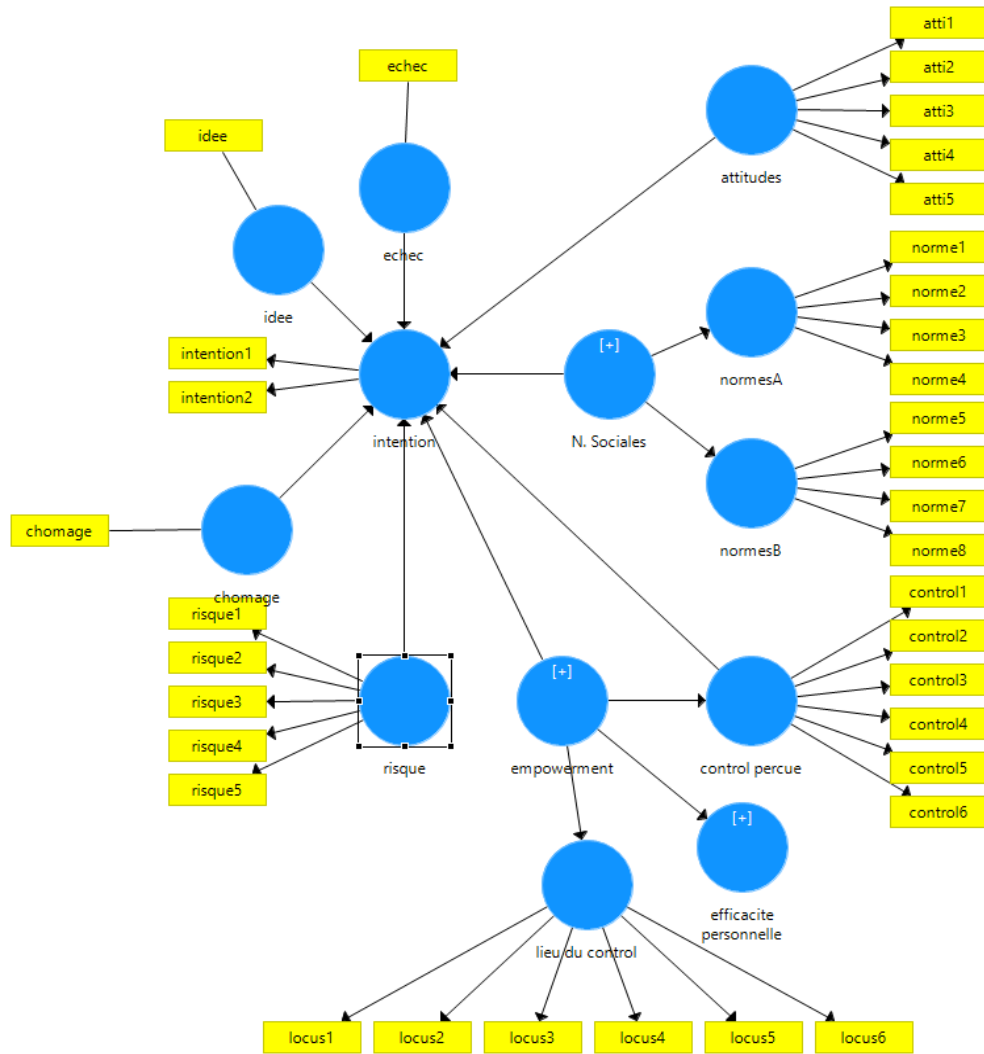 atti1
echec
atti2
atti3
idee
atti4
attitudes
atti5
norme1
echec
norme2
idee
norme3
[+]
intention1
norme4
normesA
intention2
norme5
intention
N. Sociales
norme6
norme7
chomage
norme8
normesB
control1
chomage
risque1
control2
risque2
[+]
control3
risque3
control4
risque4
risque
empowerment
control percue
control5
risque5
control6
[+]
efficacite
personnelle
lieu du control
locus1
locus2
locus3
locus4
locus5
locus6